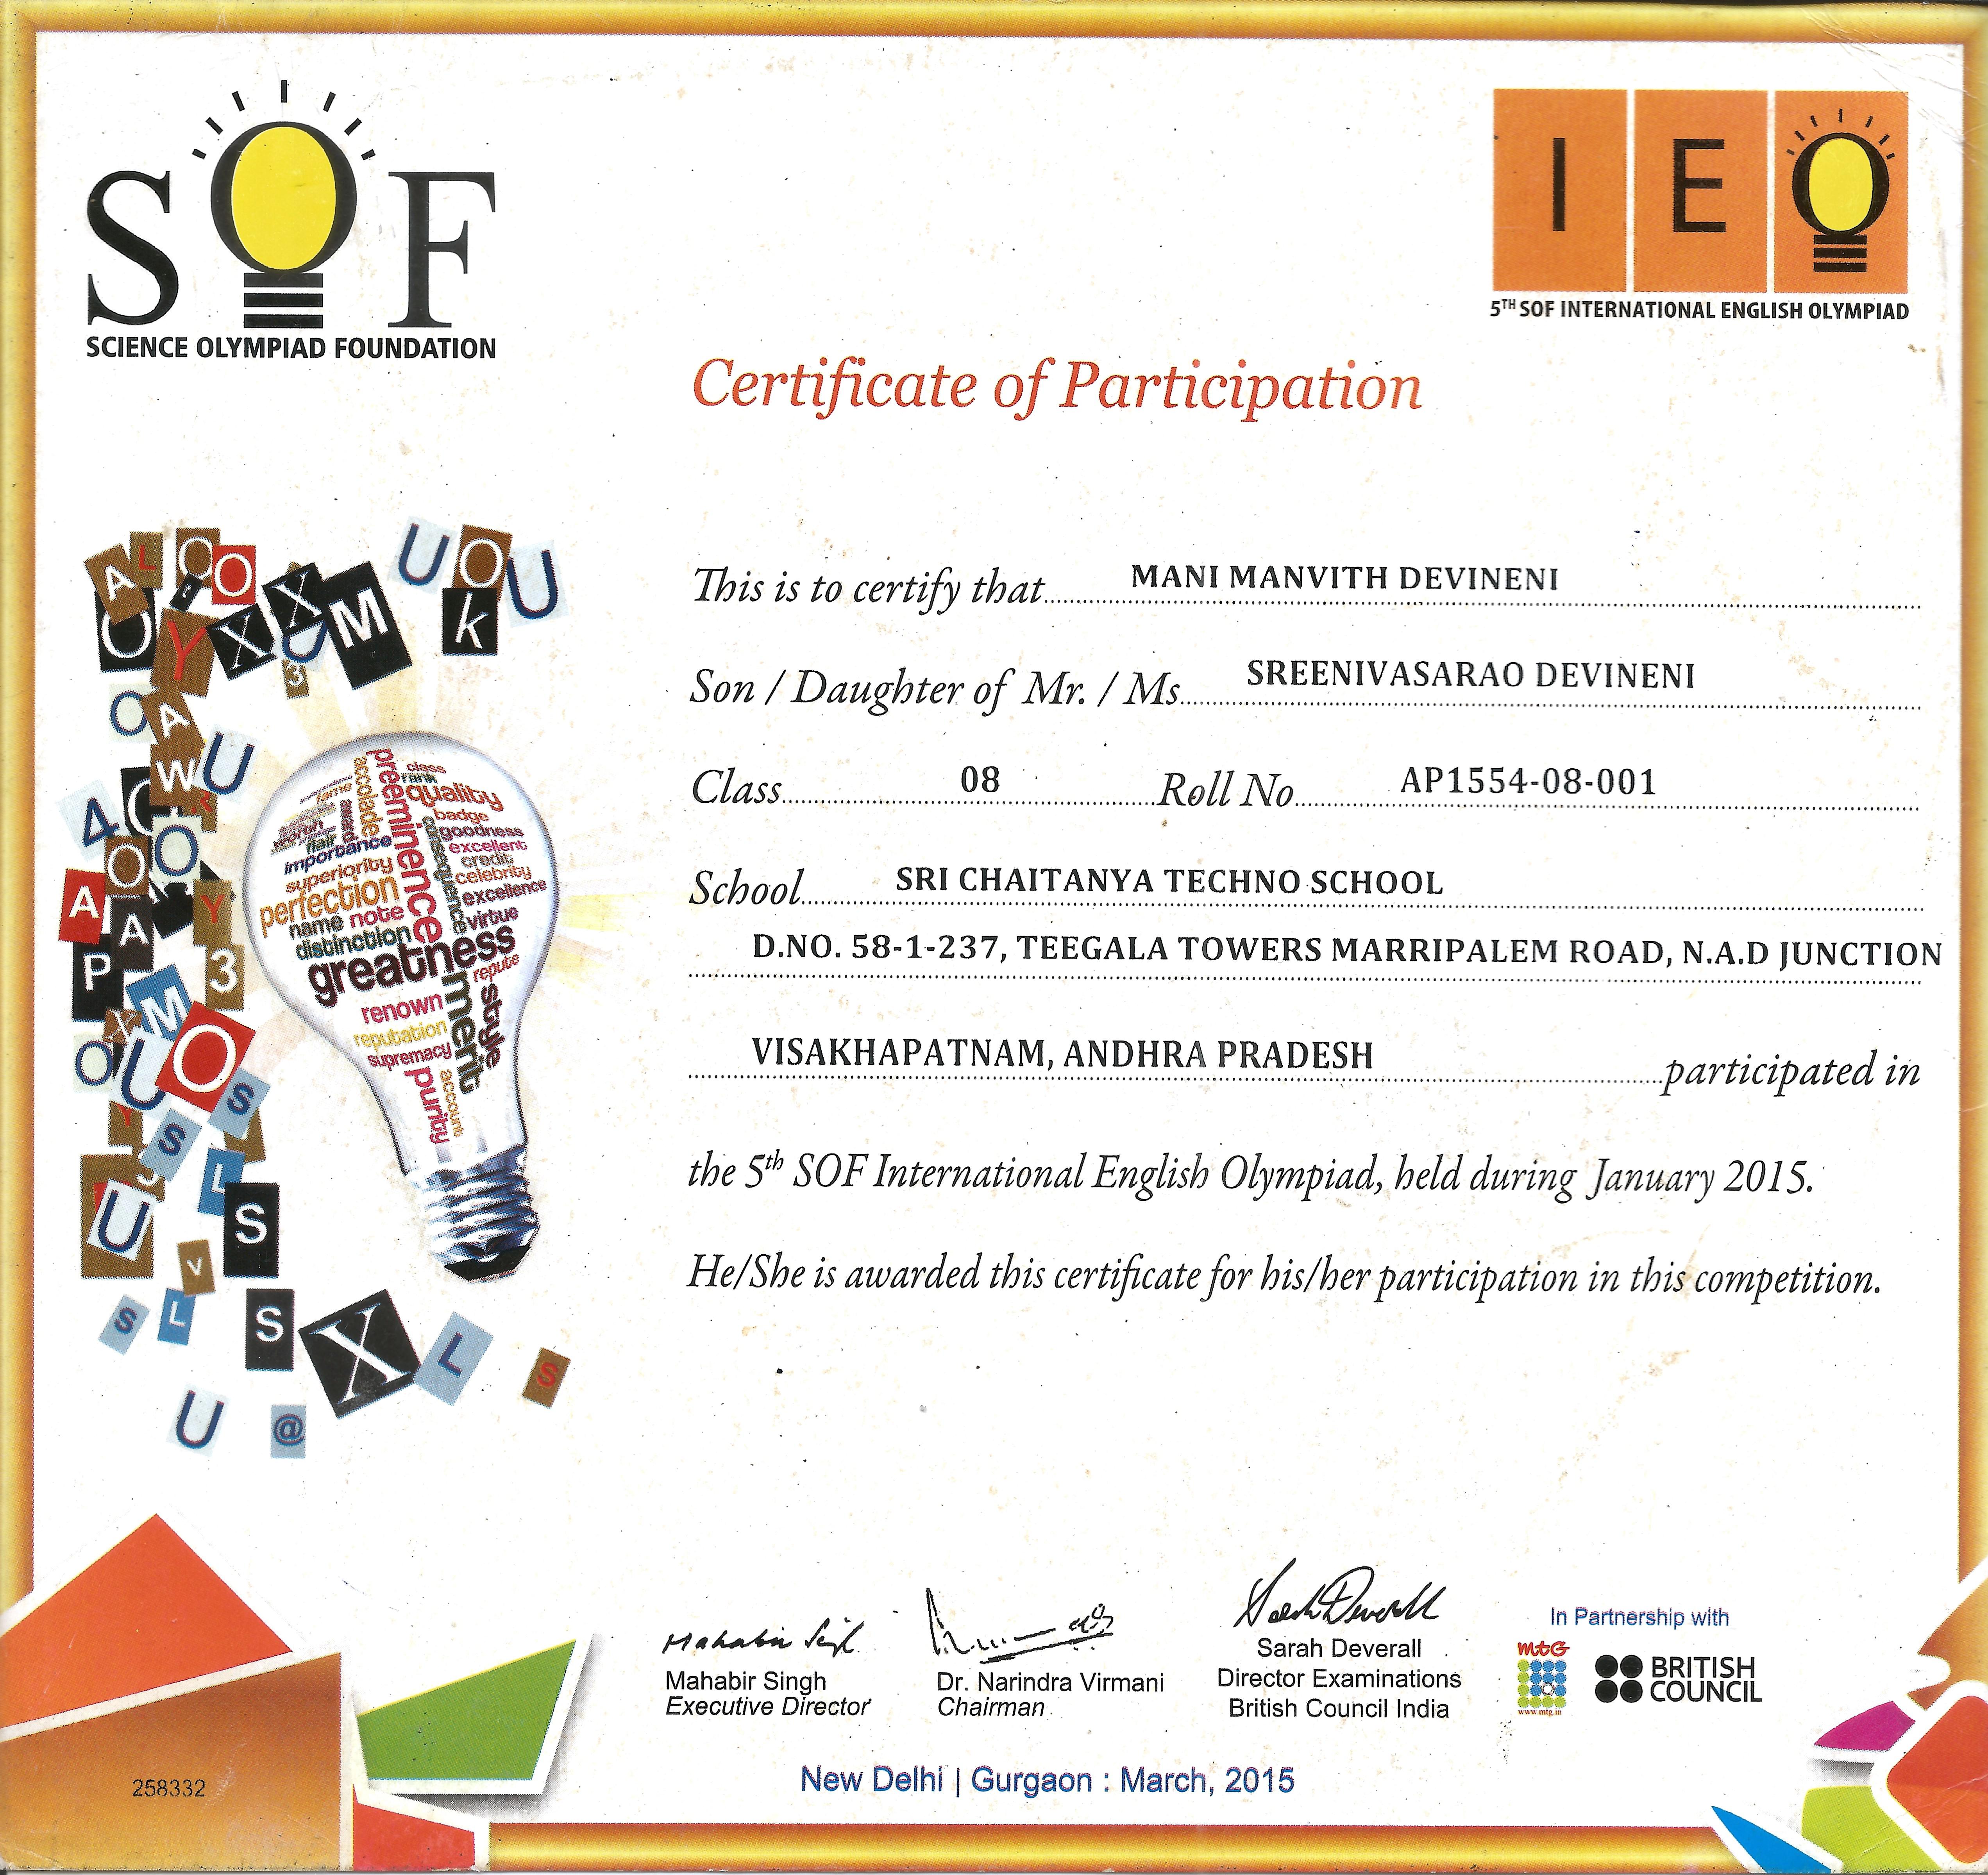 SOF
SCIENCE OLYMPIAD FOUNDATION
IEO
5TH SOF INTERNATIONAL ENGLISH OLYMPIAD
Certificate of Participation
This is to certify that MANI MANVITH DEVINENI
Son / Daughter of Mr. / Ms. SREENIVASARAO DEVINENI
Class 08 Roll No. AP1554-08-001
School SRI CHAITANYA TECHNO SCHOOL
D.NO. 58-1-237, TEEGALA TOWERS MARRIPALEM ROAD, N.A.D JUNCTION
VISAKHAPATNAM, ANDHRA PRADESH participated in
the 5th SOF International English Olympiad, held during January 2015.
He/She is awarded this certificate for his/her participation in this competition.
class
rank
fame
accolade
preeminence
quality
award
badge
goodness
worth
flair
importance
consequence
excellent
credit
superiority
celebrity
perfection
excellence
name note
virtue
distinction
greatness
repute
renown
merit
style
reputation
supremacy
purity
account
Mahabir Singh
Mahabir Singh
Executive Director
Dr. Narindra Virmani
Chairman
Sarah Deverall
Sarah Deverall
Director Examinations
British Council India
In Partnership with
mtG
www.mtg.in
BRITISH
COUNCIL
New Delhi | Gurgaon : March, 2015
258332